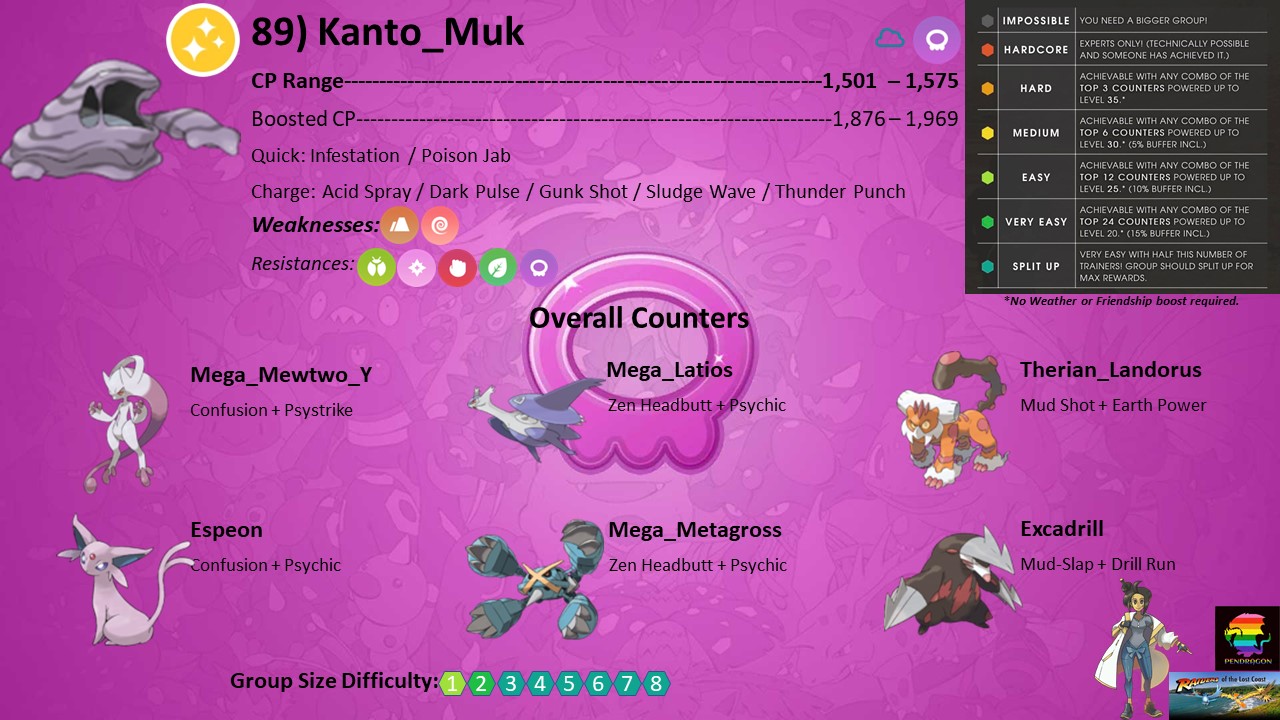 89) Kanto_Muk
CP Range--------------------------------------------------------------------1,501 – 1,575
Boosted CP--------------------------------------------------------------------1,876 – 1,969
Quick: Infestation / Poison Jab
Charge: Acid Spray / Dark Pulse / Gunk Shot / Sludge Wave / Thunder Punch
Weaknesses:
Resistances:
IMPOSSIBLE YOU NEED A BIGGER GROUP!
HARDCORE EXPERTS ONLY! (TECHNICALLY POSSIBLE
AND SOMEONE HAS ACHIEVED IT.)
HARD ACHIEVABLE WITH ANY COMBO OF THE
TOP 3 COUNTERS POWERED UP TO
LEVEL 35.*
MEDIUM ACHIEVABLE WITH ANY COMBO OF THE
TOP 6 COUNTERS POWERED UP TO
LEVEL 30.* (5% BUFFER INCL.)
EASY ACHIEVABLE WITH ANY COMBO OF THE
TOP 12 COUNTERS POWERED UP TO
LEVEL 25.* (10% BUFFER INCL.)
VERY EASY ACHIEVABLE WITH ANY COMBO OF THE
TOP 24 COUNTERS POWERED UP TO
LEVEL 20.* (15% BUFFER INCL.)
SPLIT UP VERY EASY WITH HALF THIS NUMBER OF
TRAINERS! GROUP SHOULD SPLIT UP FOR
MAX REWARDS.
*No Weather or Friendship boost required.
Overall Counters
Mega_Mewtwo_Y
Confusion + Psystrike
Mega_Latios
Zen Headbutt + Psychic
Therian_Landorus
Mud Shot + Earth Power
Espeon
Confusion + Psychic
Mega_Metagross
Zen Headbutt + Psychic
Excadrill
Mud-Slap + Drill Run
Group Size Difficulty: 1 2 3 4 5 6 7 8
PENDRAGON
RAIDERS of the Lost Coast